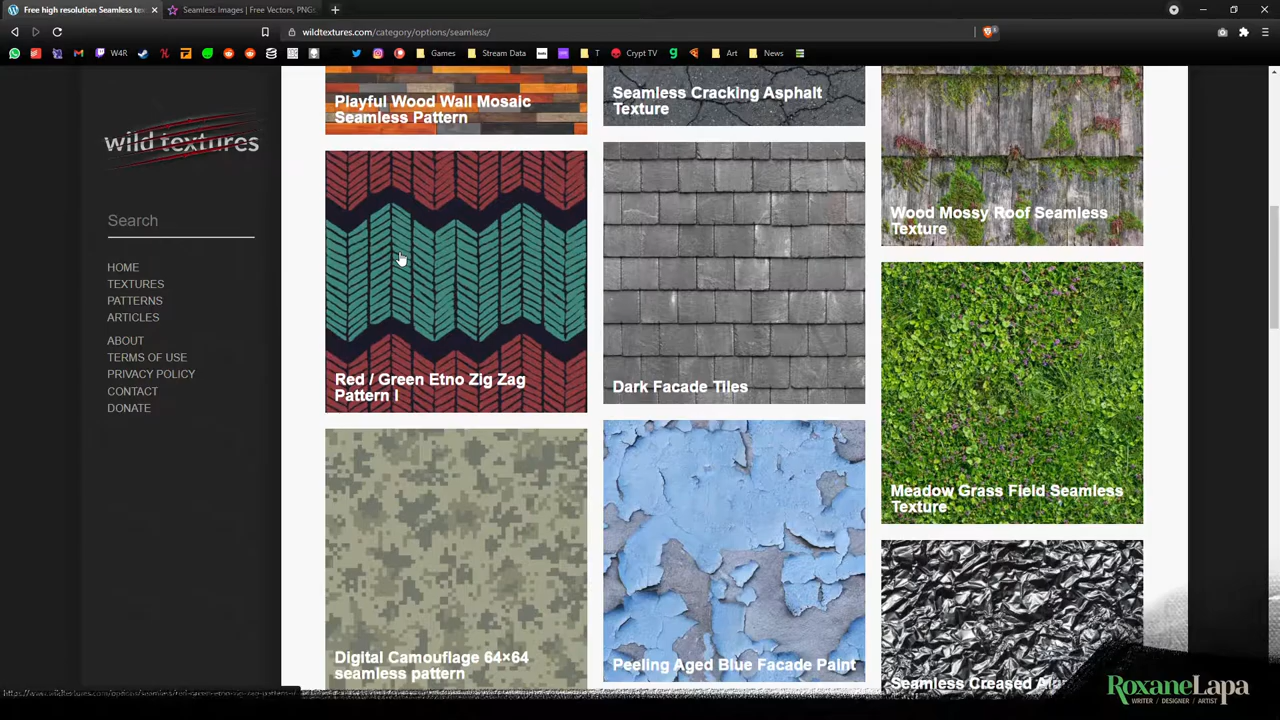 Free high resolution Seamless te
Seamless Images | Free Vectors, PNGs,
wildtextures.com/category/options/seamless/
W4R
Games
Stream Data
T
Crypt TV
Art
News
wild textures
Search
HOME
TEXTURES
PATTERNS
ARTICLES
ABOUT
TERMS OF USE
PRIVACY POLICY
CONTACT
DONATE
Playful Wood Wall Mosaic
Seamless Pattern
Seamless Cracking Asphalt
Texture
Wood Mossy Roof Seamless
Texture
Red / Green Etno Zig Zag
Pattern I
Dark Facade Tiles
Meadow Grass Field Seamless
Texture
Digital Camouflage 64×64
seamless pattern
Peeling Aged Blue Facade Paint
Seamless Creased
RoxaneLapa
WRITER / DESIGNER / ARTIST